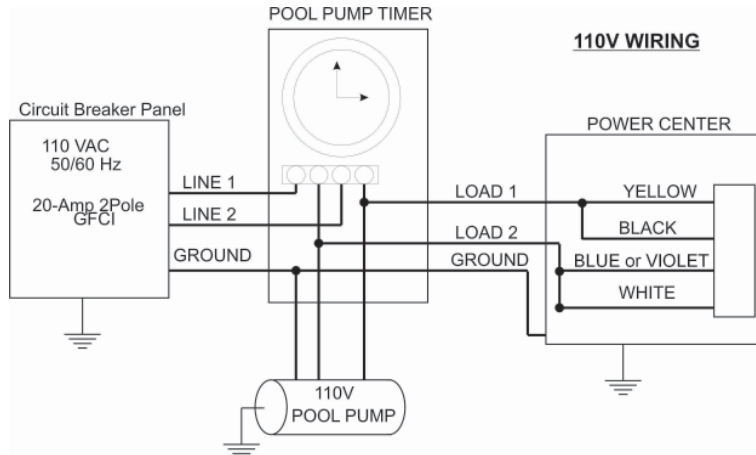 POOL PUMP TIMER
110V WIRING
Circuit Breaker Panel
110 VAC
50/60 Hz
20-Amp 2Pole
GFCI
LINE 1
LINE 2
GROUND
POWER CENTER
LOAD 1
LOAD 2
GROUND
YELLOW
BLACK
BLUE or VIOLET
WHITE
110V
POOL PUMP